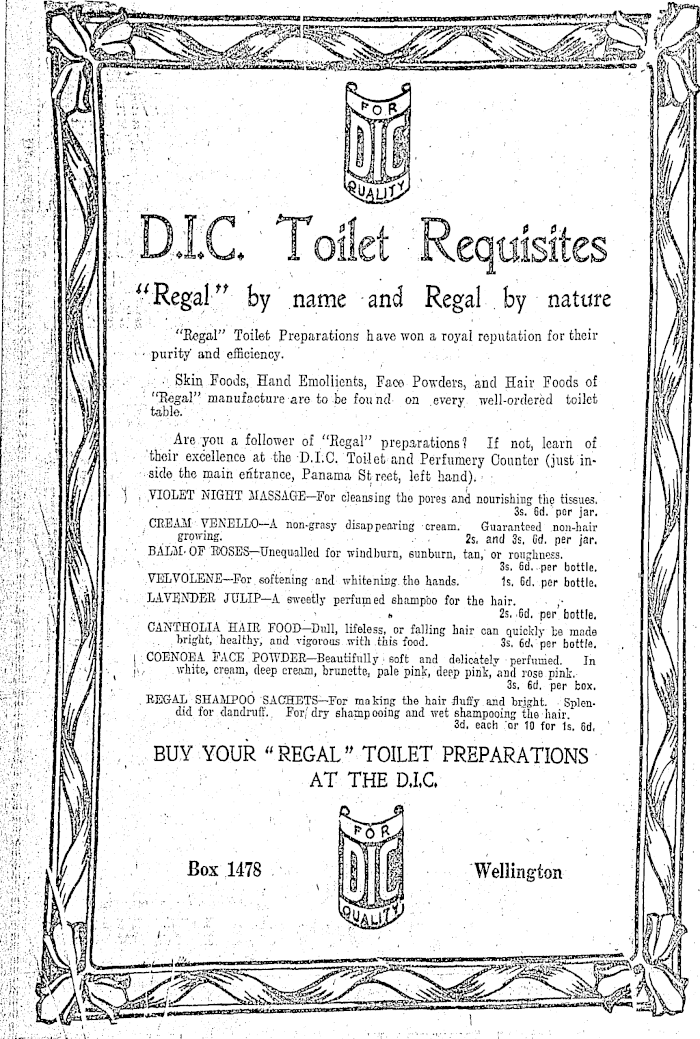 FOR
DIC
QUALITY
D.I.C. Toilet Requisites
"Regal" by name and Regal by nature
"Regal" Toilet Preparations have won a royal reputation for their
purity and efficiency.
Skin Foods, Hand Emollients, Face Powders, and Hair Foods of
"Regal" manufacture are to be found on every well-ordered toilet
table.
Are you a follower of "Regal" preparations? If not, learn of
their excellence at the D.I.C. Toilet and Perfumery Counter (just in-
side the main entrance, Panama Street, left hand).
VIOLET NIGHT MASSAGE—For cleansing the pores and nourishing the tissues.
3s. 6d. per jar.
CREAM VENELLO—A non-grasy disappearing cream. Guaranteed non-hair
growing. 2s. and 3s. 6d. per jar.
BALM OF ROSES—Unequalled for windburn, sunburn, tan, or roughness.
3s. 6d. per bottle.
VELVOLENE—For softening and whitening the hands. 1s. 6d. per bottle.
LAVENDER JULIP—A sweetly perfumed shampoo for the hair.
2s. 6d. per bottle.
CANTHOLIA HAIR FOOD—Dull, lifeless, or falling hair can quickly be made
bright, healthy, and vigorous with this food. 3s. 6d. per bottle.
COENOEA FACE POWDER—Beautifully soft and delicately perfumed. In
white, cream, deep cream, brunette, pale pink, deep pink, and rose pink.
3s. 6d. per box.
REGAL SHAMPOO SACHETS—For making the hair fluffy and bright. Splen-
did for dandruff. For dry shampooing and wet shampooing the hair.
3d. each or 10 for 1s. 6d.
BUY YOUR "REGAL" TOILET PREPARATIONS
AT THE D.I.C.
FOR
DIC
QUALITY
Box 1478
Wellington